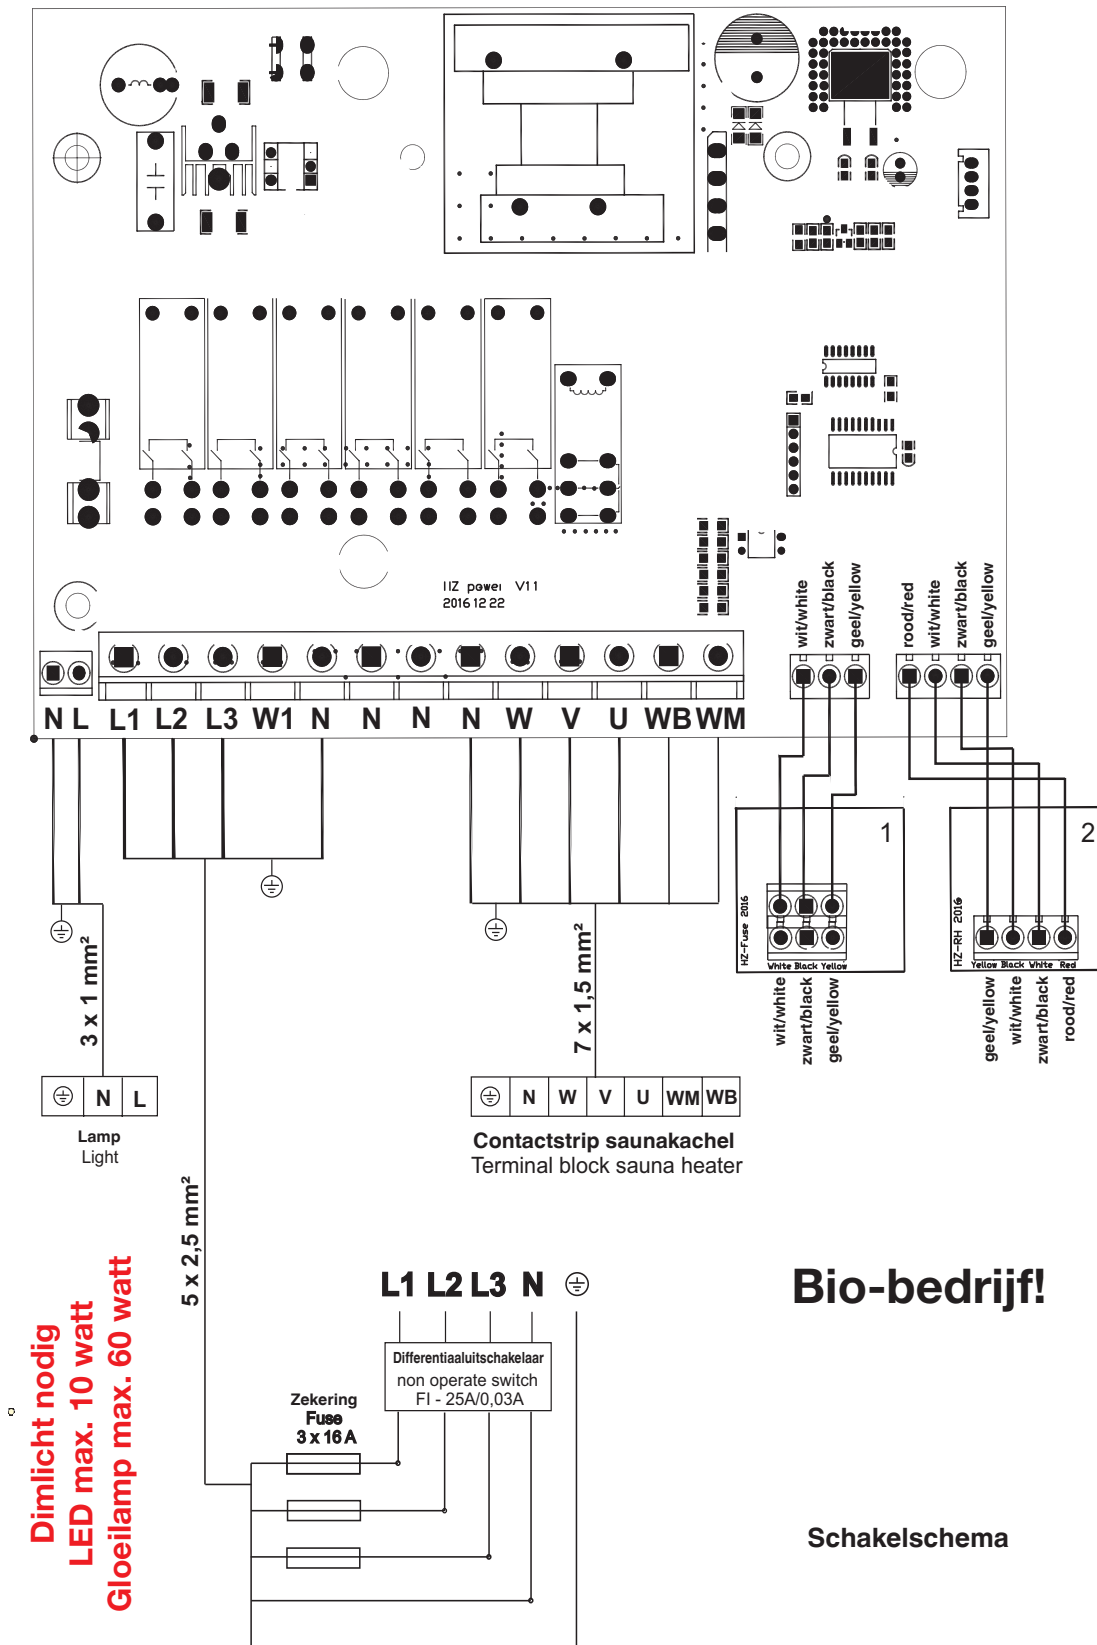 IIZ power V11
2016 12 22
wit/white
zwart/black
geel/yellow
rood/red
wit/white
zwart/black
geel/yellow
N L L1 L2 L3 W1 N N N N W V U WB WM
1
HZ-Fuse 2016
White Black Yellow
wit/white
zwart/black
geel/yellow
2
HZ-RH 2016
Yellow Black White Red
geel/yellow
wit/white
zwart/black
rood/red
3 x 1 mm²
7 x 1,5 mm²
N L
Lamp
Light
N W V U WM WB
Contactstrip saunakachel
Terminal block sauna heater
5 x 2,5 mm²
L1 L2 L3 N
Differentiaaluitschakelaar
non operate switch
FI - 25A/0,03A
Zekering
Fuse
3 x 16 A
Bio-bedrijf!
Dimlicht nodig
LED max. 10 watt
Gloeilamp max. 60 watt
Schakelschema